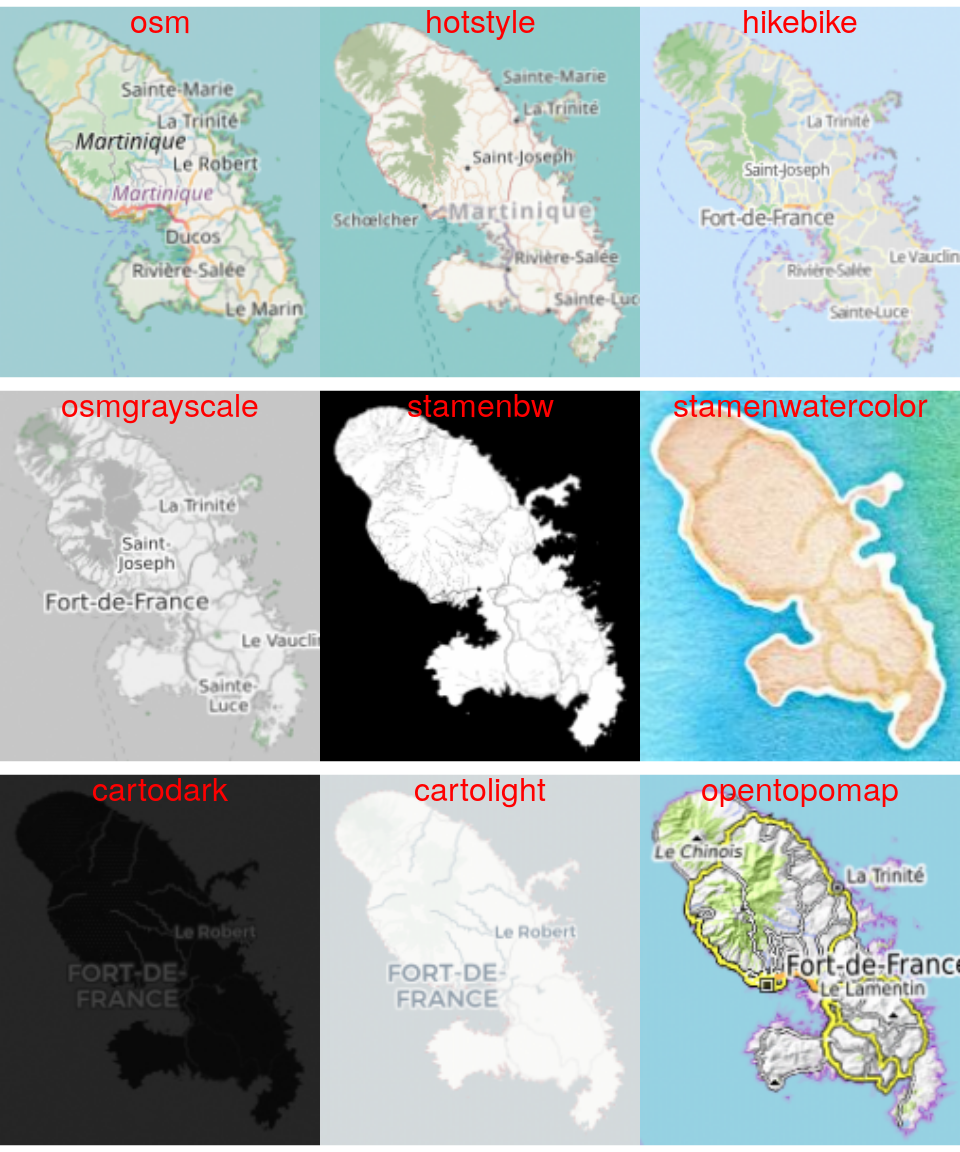 osm
Sainte-Marie
La Trinité
Martinique
Le Robert
Martinique
Ducos
Rivière-Salée
Le Marin
hotstyle
Sainte-Marie
La Trinité
Saint-Joseph
Martinique
Schœlcher
Rivière-Salée
Sainte-Luc
hikebike
La Trinité
Saint-Joseph
Fort-de-France
Le Vauclin
Rivière-Salée
Sainte-Luce
osmgrayscale
La Trinité
Saint-
Joseph
Fort-de-France
Le Vauclin
Sainte-
Luce
stamenbw
stamenwatercolor
cartodark
Le Robert
FORT-DE-
FRANCE
cartolight
Le Robert
FORT-DE-
FRANCE
opentopomap
Le Chinois
La Trinité
Fort-de-France
Le Lamentin